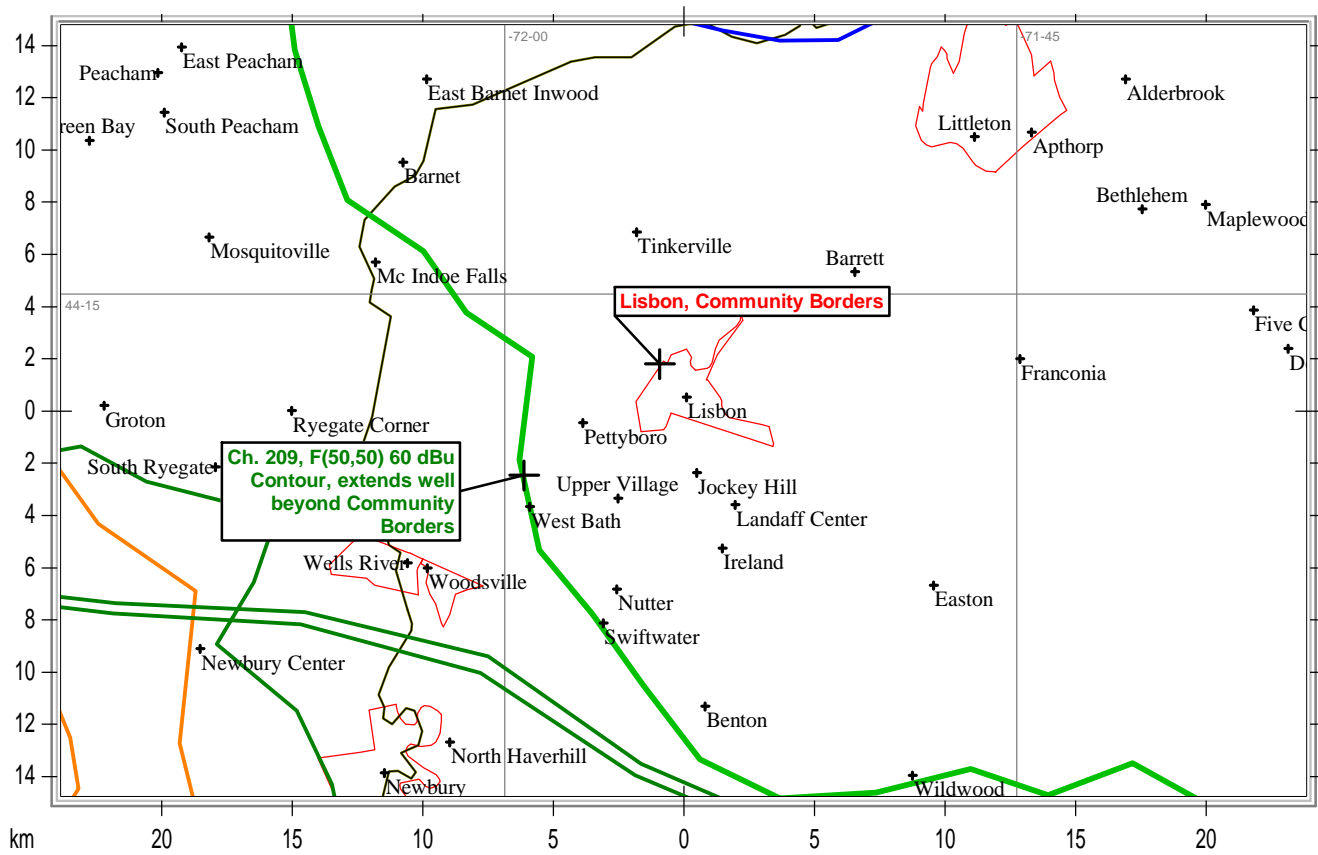 14
-72-00
-71-45
East Peacham
Peacham
East Barnet Inwood
Alderbrook
12
South Peacham
reen Bay
Littleton
Apthorp
10
Barnet
Bethlehem
8
Maplewood
Mosquitoville
Tinkerville
6
Barrett
Mc Indoe Falls
44-15
Lisbon, Community Borders
4
Five C
2
D
Franconia
0
Groton
Ryegate Corner
Lisbon
Pettyboro
Ch. 209, F(50,50) 60 dBu
Contour, extends well
beyond Community
Borders
2
South Ryegate
Upper Village
Jockey Hill
4
West Bath
Landaff Center
Wells River
Ireland
6
Woodsville
Nutter
Easton
8
Swiftwater
Newbury Center
10
Benton
12
North Haverhill
14
Newbury
Wildwood
km
20
15
10
5
0
5
10
15
20